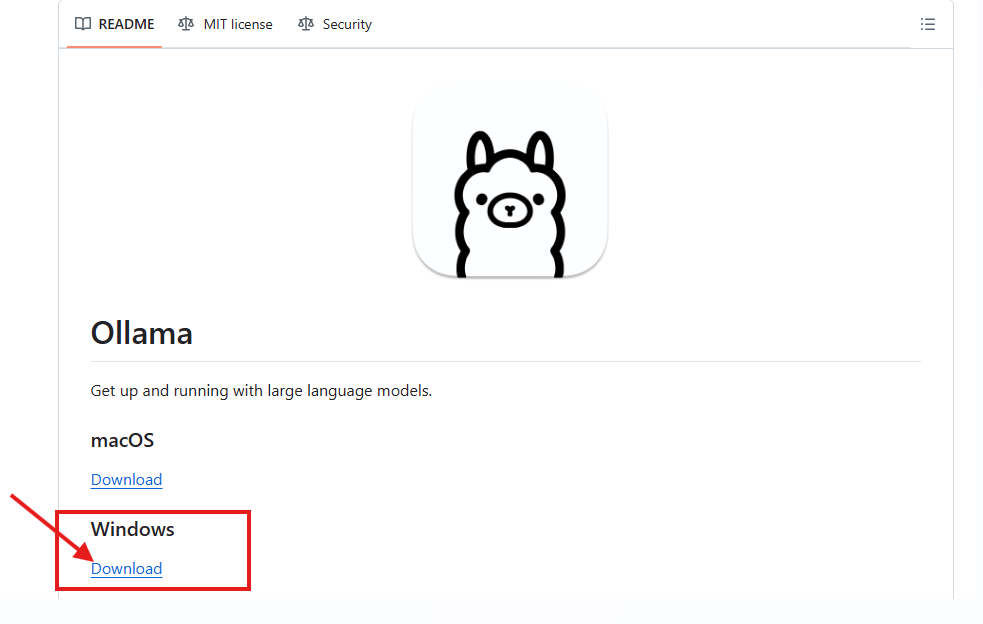 README MIT license Security
Ollama
Get up and running with large language models.
macOS
Download
Windows
Download